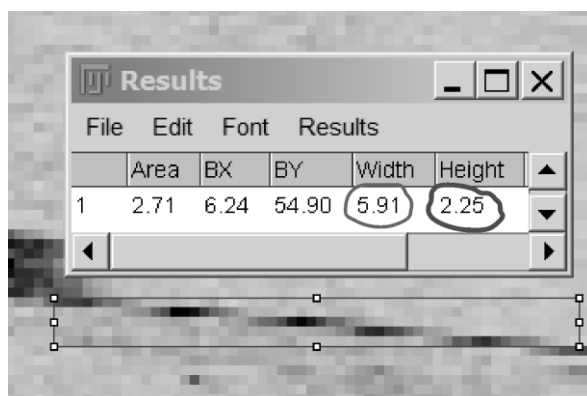 Results
File Edit Font Results
Area BX BY Width Height
1 2.71 6.24 54.90 5.91 2.25